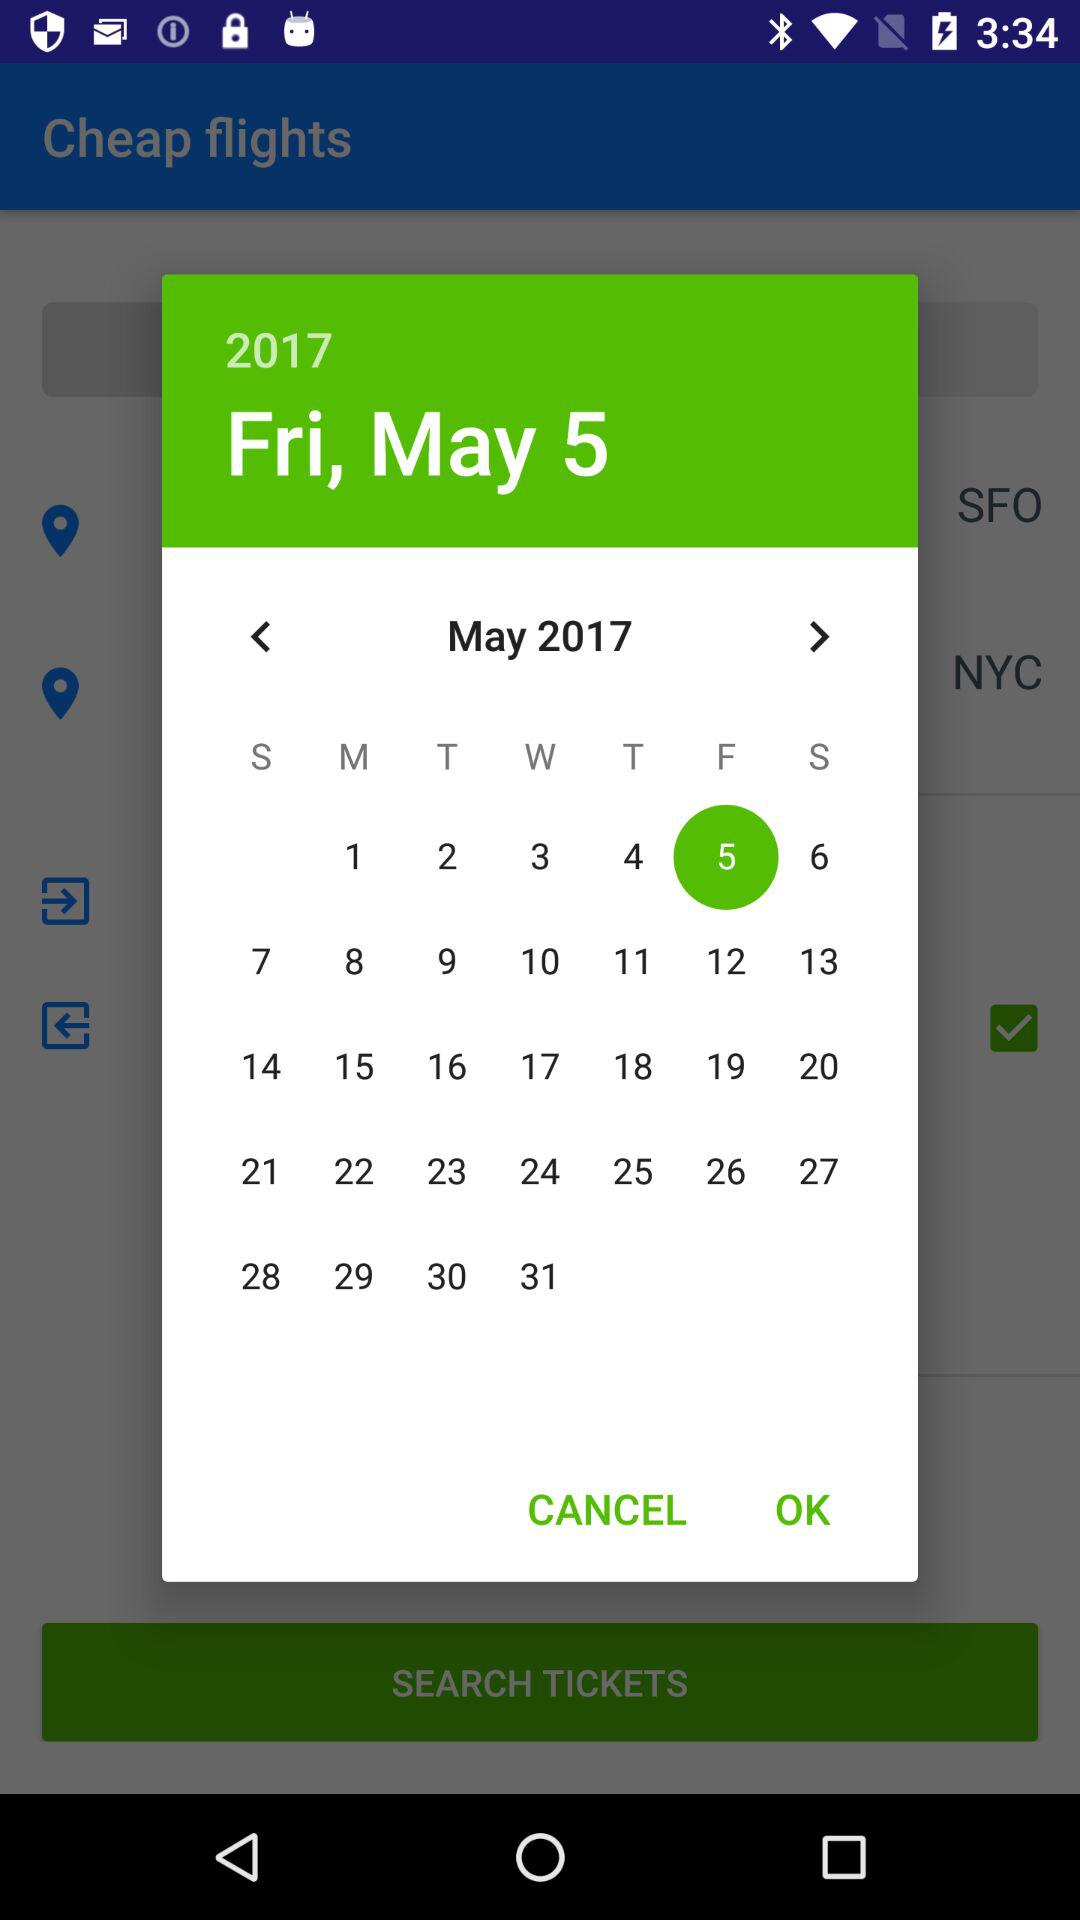 3:34
Cheap flights
2017
Fri, May 5
SFO
NYC
May 2017
S M T W T F S
1 2 3 4 5 6
7 8 9 10 11 12 13
14 15 16 17 18 19 20
21 22 23 24 25 26 27
28 29 30 31
CANCEL OK
SEARCH TICKETS